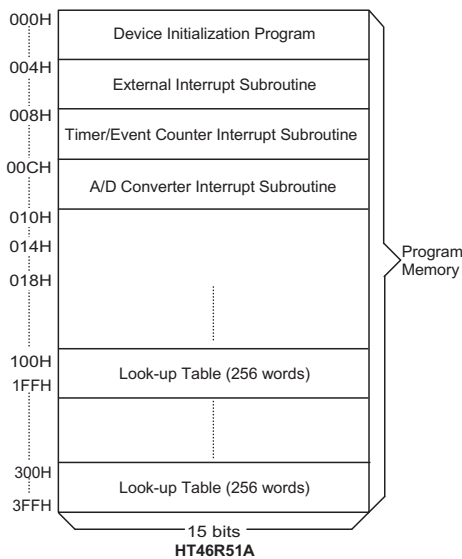 000H
Device Initialization Program
004H
External Interrupt Subroutine
008H
Timer/Event Counter Interrupt Subroutine
00CH
A/D Converter Interrupt Subroutine
010H
014H
018H
Program
Memory
100H
Look-up Table (256 words)
1FFH
300H
Look-up Table (256 words)
3FFH
15 bits
HT46R51A